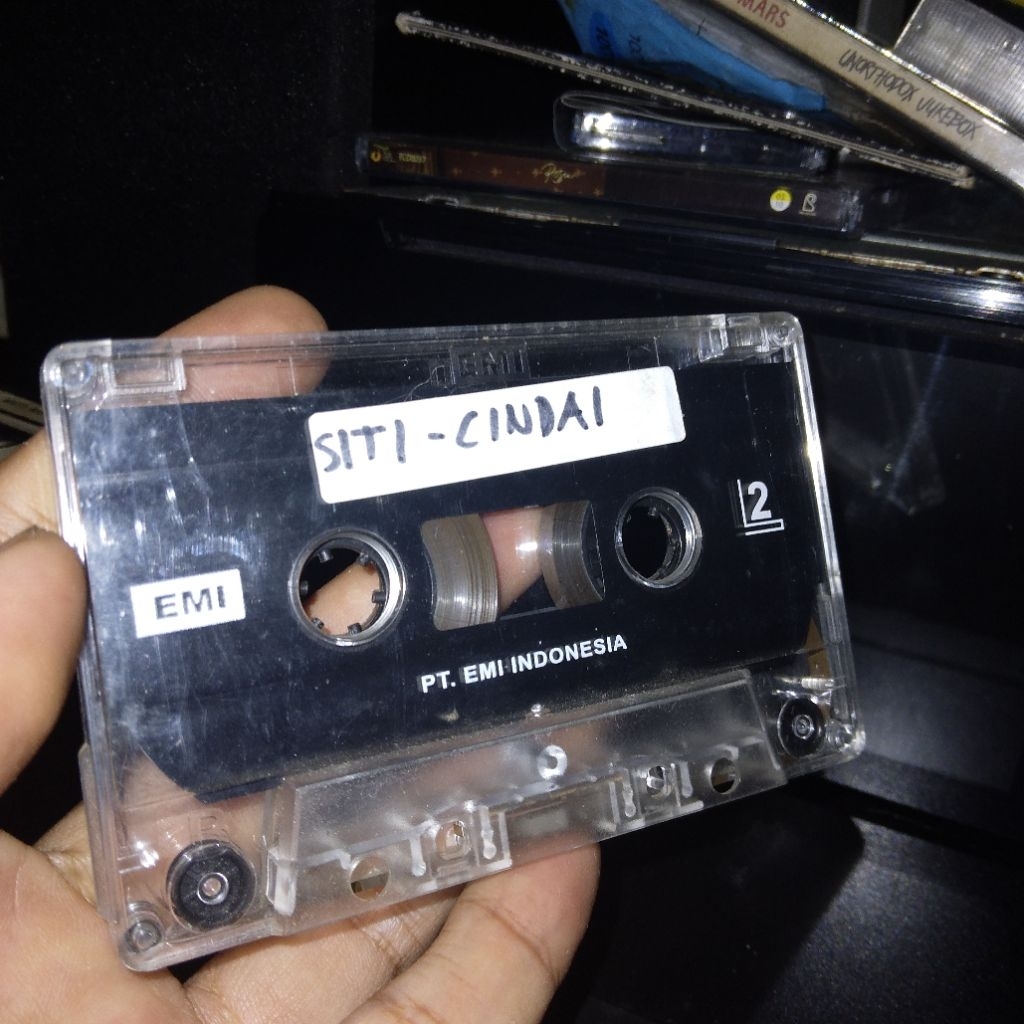 MARS
UNORTHODOX JUKEBOX
EMI
SITI - CINDAI
2
EMI
PT. EMI INDONESIA